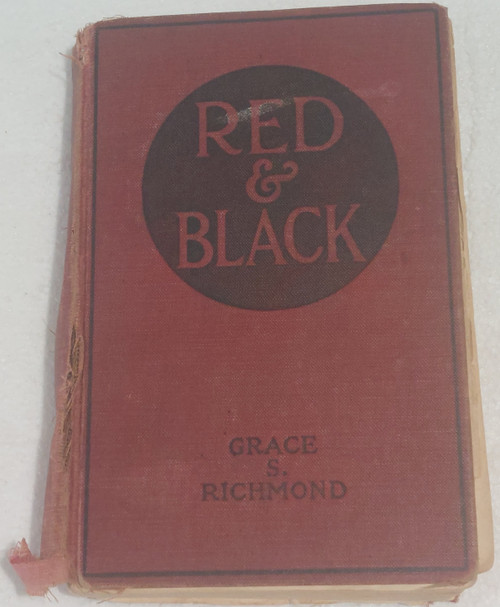 RED
&
BLACK
GRACE
S.
RICHMOND